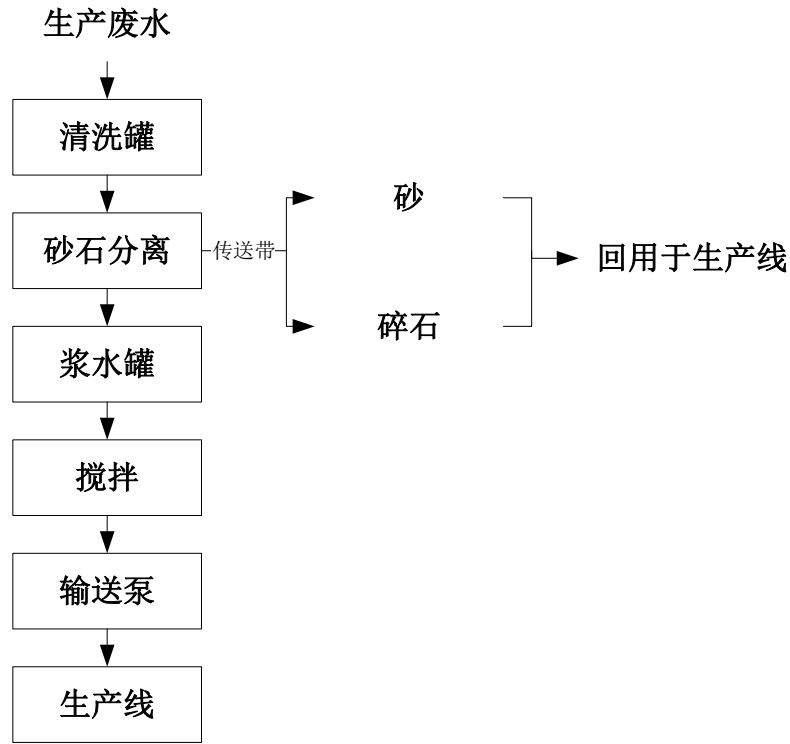 生产废水
清洗罐
砂石分离
传送带
砂
碎石
回用于生产线
浆水罐
搅拌
输送泵
生产线